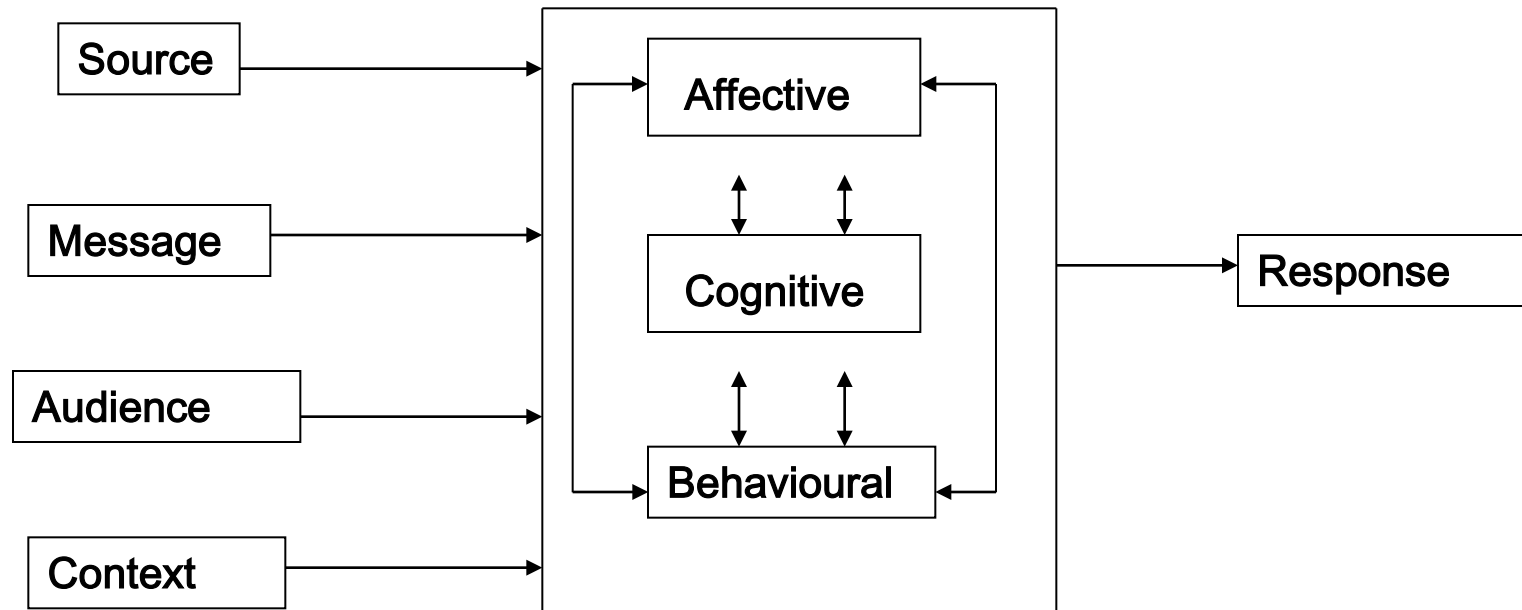 Source
Message
Audience
Context
Affective
Cognitive
Behavioural
Response